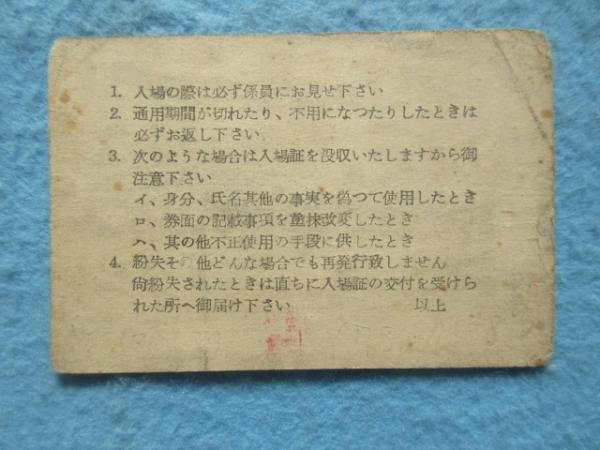 1. 入場の際は必ず係員にお見せ下さい
2. 通用期間が切れたり、不用になつたりしたときは
必ずお返し下さい
3. 次のような場合は入場証を没収いたしますから御
注意下さい
イ、身分、氏名其他の事実を偽つて使用したとき
ロ、券面の記載事項を塗抹改変したとき
ハ、其の他不正使用の手段に供したとき
4. 紛失その他どんな場合でも再発行致しません
尙紛失されたときは直ちに入場証の交付を受けら
れた所へ御届け下さい 以上